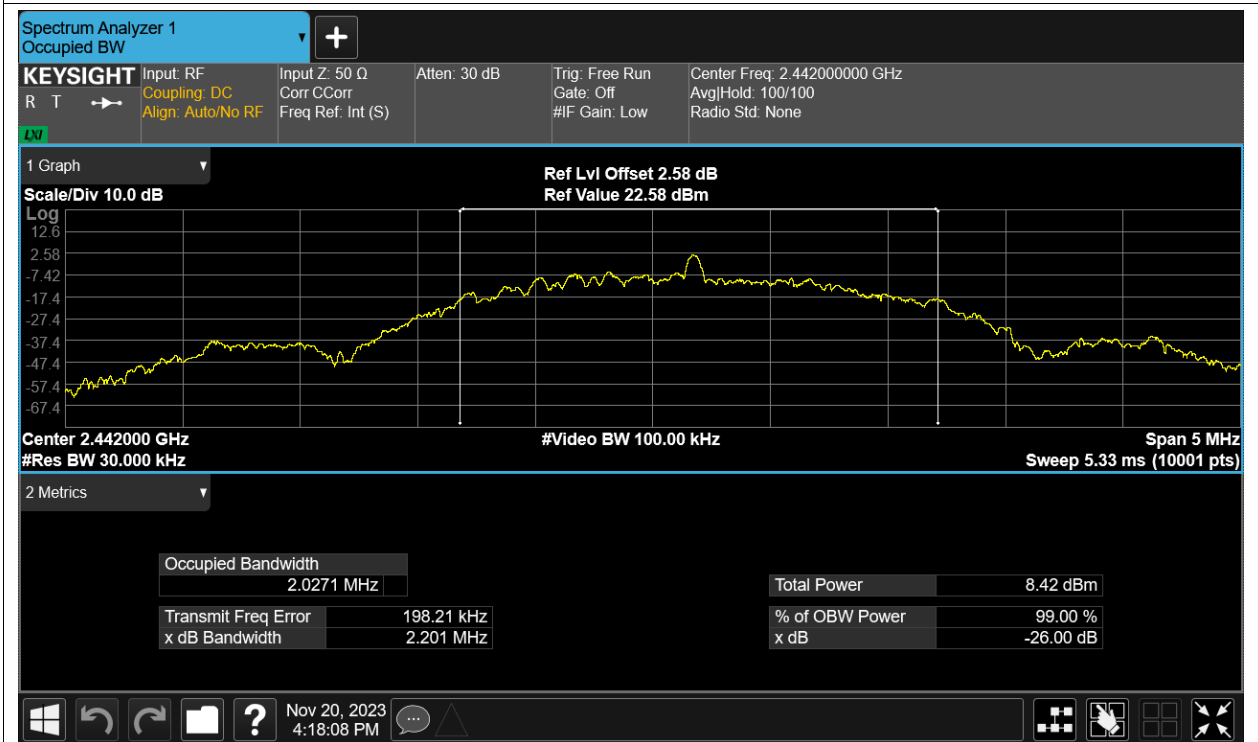 Spectrum Analyzer 1
Occupied BW
+
KEYSIGHT
R T
LXI
Input: RF
Coupling: DC
Align: Auto/No RF
Input Z: 50 Ω
Corr CCorr
Freq Ref: Int (S)
Atten: 30 dB
Trig: Free Run
Gate: Off
#IF Gain: Low
Center Freq: 2.442000000 GHz
Avg|Hold: 100/100
Radio Std: None
1 Graph
Scale/Div 10.0 dB
Ref Lvl Offset 2.58 dB
Ref Value 22.58 dBm
Log
12.6
2.58
-7.42
-17.4
-27.4
-37.4
-47.4
-57.4
-67.4
Center 2.442000 GHz
#Video BW 100.00 kHz
Span 5 MHz
#Res BW 30.000 kHz
Sweep 5.33 ms (10001 pts)
2 Metrics
Occupied Bandwidth
2.0271 MHz
Total Power 8.42 dBm
Transmit Freq Error 198.21 kHz
% of OBW Power 99.00 %
x dB Bandwidth 2.201 MHz
x dB -26.00 dB
?
Nov 20, 2023
4:18:08 PM